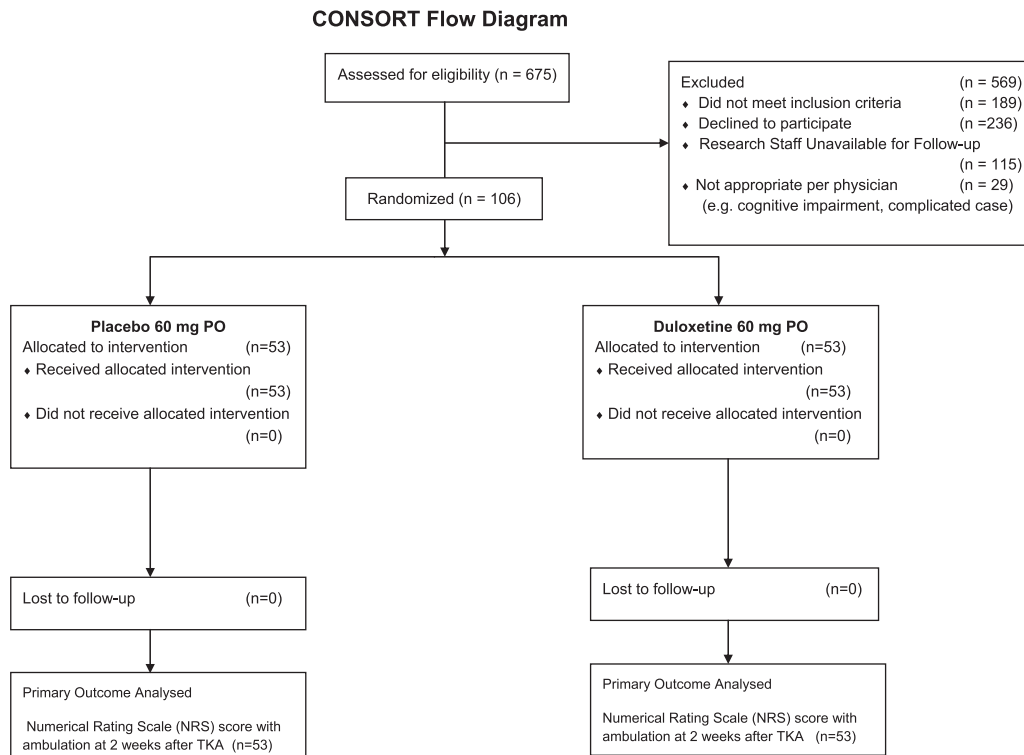 CONSORT Flow Diagram
Assessed for eligibility (n = 675)
Excluded (n = 569)
♦ Did not meet inclusion criteria (n = 189)
♦ Declined to participate (n =236)
♦ Research Staff Unavailable for Follow-up
(n = 115)
♦ Not appropriate per physician (n = 29)
(e.g. cognitive impairment, complicated case)
Randomized (n = 106)
Placebo 60 mg PO
Allocated to intervention (n=53)
♦ Received allocated intervention
(n=53)
♦ Did not receive allocated intervention
(n=0)
Duloxetine 60 mg PO
Allocated to intervention (n=53)
♦ Received allocated intervention
(n=53)
♦ Did not receive allocated intervention
(n=0)
Lost to follow-up (n=0)
Lost to follow-up (n=0)
Primary Outcome Analysed
Numerical Rating Scale (NRS) score with
ambulation at 2 weeks after TKA (n=53)
Primary Outcome Analysed
Numerical Rating Scale (NRS) score with
ambulation at 2 weeks after TKA (n=53)